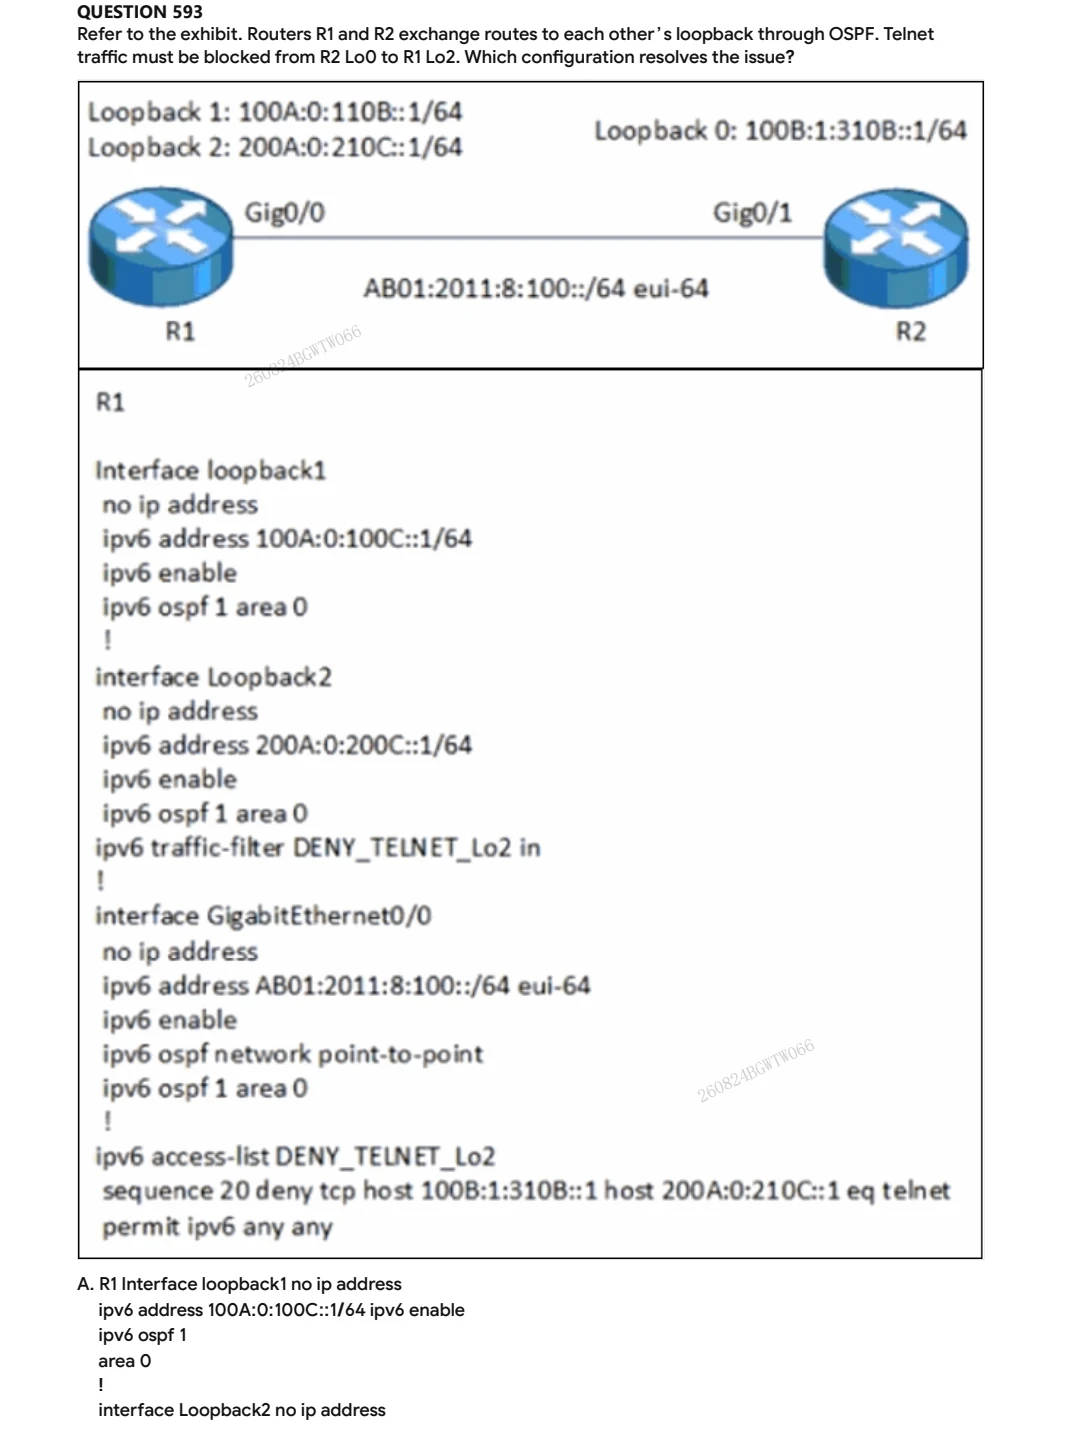 QUESTION 593
Refer to the exhibit. Routers R1 and R2 exchange routes to each other's loopback through OSPF. Telnet
traffic must be blocked from R2 Lo0 to R1 Lo2. Which configuration resolves the issue?
Loopback 1: 100A:0:110B::1/64
Loopback 2: 200A:0:210C::1/64
Loopback 0: 100B:1:310B::1/64
Gig0/0
Gig0/1
AB01:2011:8:100::/64 eui-64
R1
R2
260824BGWTW066
R1
Interface loopback1
no ip address
ipv6 address 100A:0:100C::1/64
ipv6 enable
ipv6 ospf 1 area 0
!
interface Loopback2
no ip address
ipv6 address 200A:0:200C::1/64
ipv6 enable
ipv6 ospf 1 area 0
ipv6 traffic-filter DENY_TELNET_Lo2 in
!
interface GigabitEthernet0/0
no ip address
ipv6 address AB01:2011:8:100::/64 eui-64
ipv6 enable
ipv6 ospf network point-to-point
ipv6 ospf 1 area 0
!
260824BGWTW066
ipv6 access-list DENY_TELNET_Lo2
sequence 20 deny tcp host 100B:1:310B::1 host 200A:0:210C::1 eq telnet
permit ipv6 any any
A. R1 Interface loopback1 no ip address
ipv6 address 100A:0:100C::1/64 ipv6 enable
ipv6 ospf 1
area 0
!
interface Loopback2 no ip address